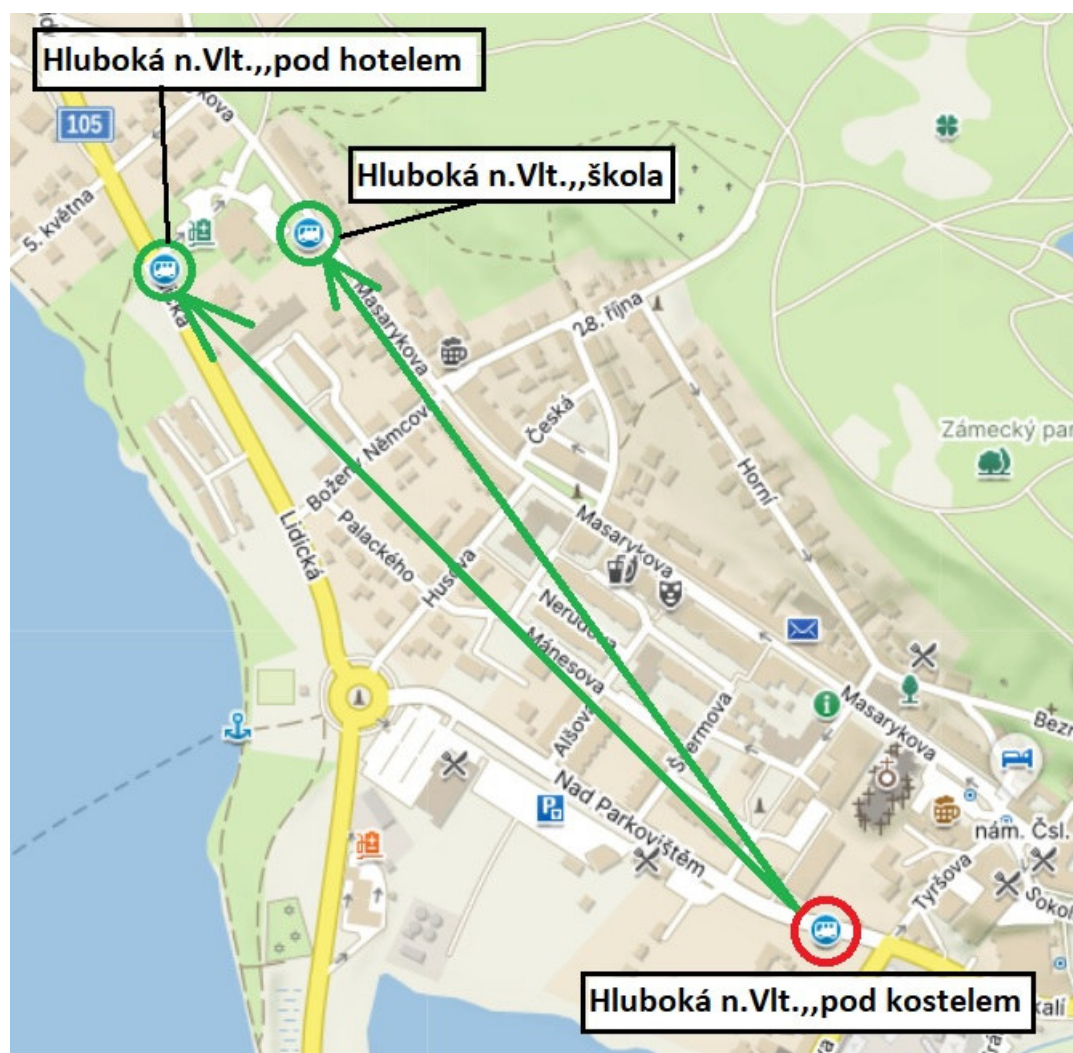 Hluboká n.Vlt.,,pod hotelem
105
Hluboká n.Vlt.,,škola
5. května
Masarykova
28. října
Česká
Zámecký par
Boženy Němcov
Horní
Lidická
Palackého
Husova
Masarykova
Nerudova
Mánesova
Masarykova
Alšova
Nad Parkovištěm
P
nám. Čsl.
Tyršova
Hluboká n.Vlt.,,pod kostelem